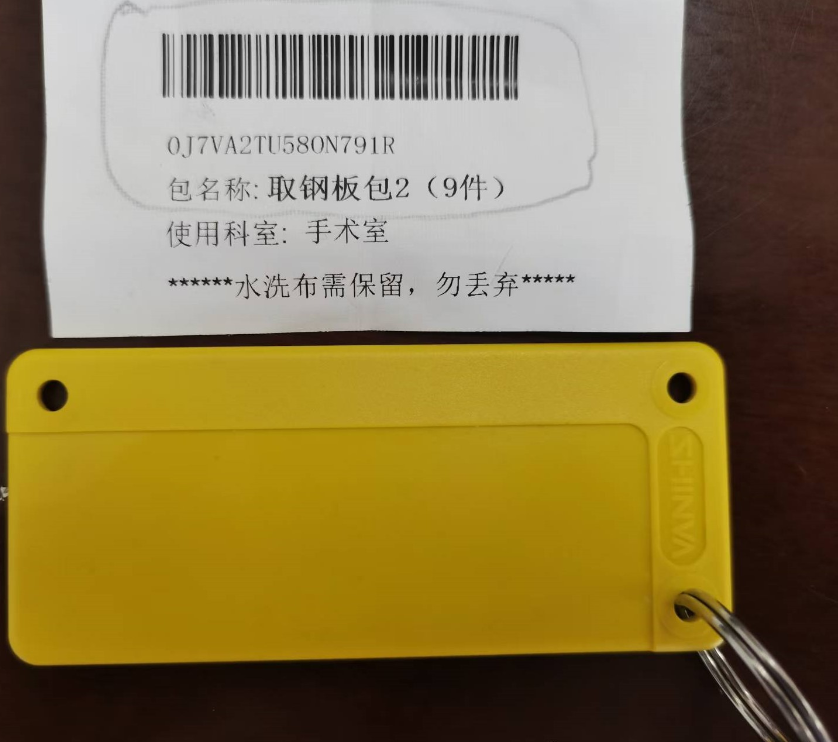 0J7VA2TU58ON791R
包名称: 取钢板包2（9件）
使用科室: 手术室
******水洗布需保留，勿丢弃*****
SHINVA